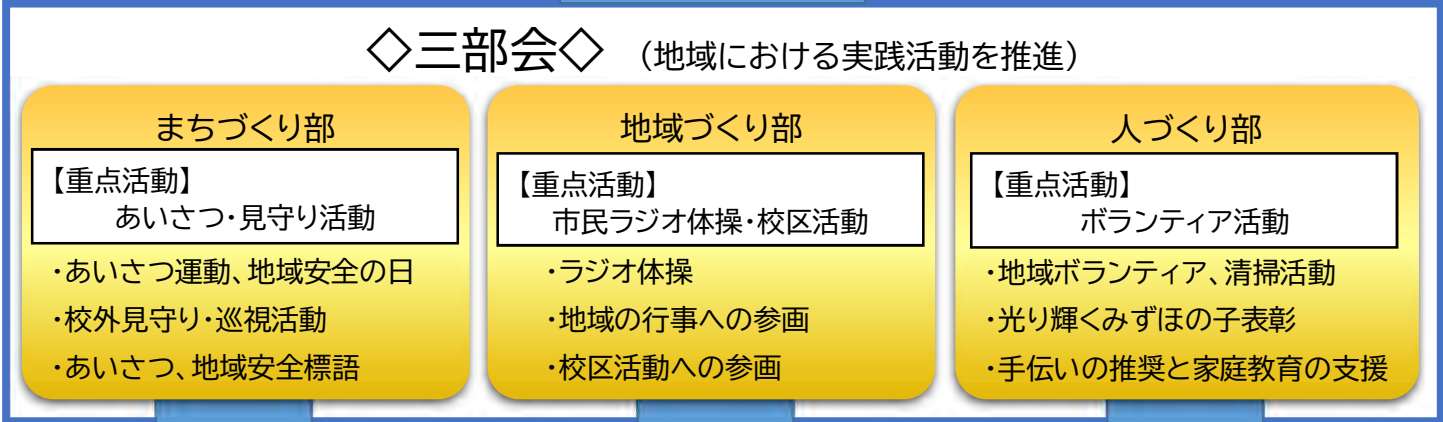 ◇三部会◇ (地域における実践活動を推進)
まちづくり部
【重点活動】
あいさつ・見守り活動
・あいさつ運動、地域安全の日
・校外見守り・巡視活動
・あいさつ、地域安全標語
地域づくり部
【重点活動】
市民ラジオ体操・校区活動
・ラジオ体操
・地域の行事への参画
・校区活動への参画
人づくり部
【重点活動】
ボランティア活動
・地域ボランティア、清掃活動
・光り輝くみずほの子表彰
・手伝いの推奨と家庭教育の支援